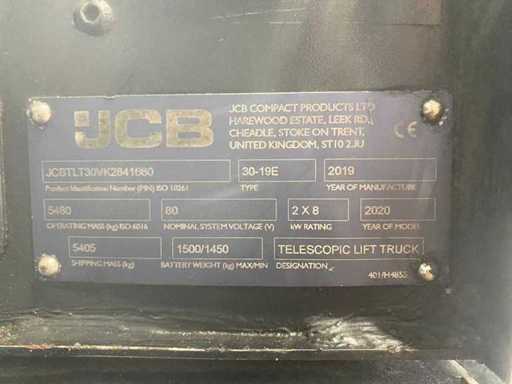 JCB
JCB COMPACT PRODUCTS LTD
HAREWOOD ESTATE, LEEK RD.,
CHEADLE, STOKE ON TRENT,
UNITED KINGDOM, ST10 2JU
CE
JCBTLT30VK2841680 30-19E 2019
Product Identification Number (PIN) ISO 10261 TYPE YEAR OF MANUFACTURE
5480 80 2 X 8 2020
OPERATING MASS (kg) ISO 6016 NOMINAL SYSTEM VOLTAGE (V) kW RATING YEAR OF MODEL
5405 1500/1450 TELESCOPIC LIFT TRUCK
SHIPPING MASS (kg) BATTERY WEIGHT (kg) MAX/MIN DESIGNATION